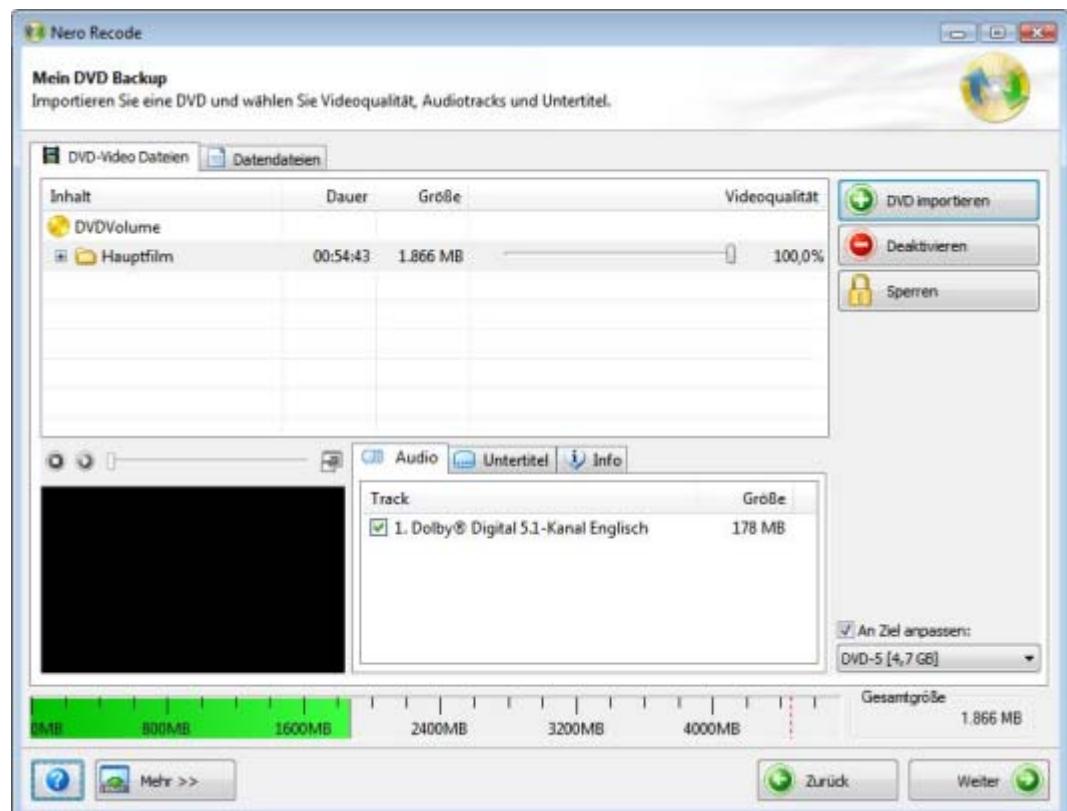 Nero Recode
Mein DVD Backup
Importieren Sie eine DVD und wählen Sie Videoqualität, Audiotracks und Untertitel.
DVD-Video Dateien Datendateien
Inhalt Dauer Größe Videoqualität
DVDVolume
Hauptfilm 00:54:43 1.866 MB 100,0%
DVD importieren
Deaktivieren
Sperren
Audio Untertitel Info
Track Größe
1. Dolby® Digital 5.1-Kanal Englisch 178 MB
An Ziel anpassen:
DVD-5 [4,7 GB]
0MB 800MB 1600MB 2400MB 3200MB 4000MB
Gesamtgröße
1.866 MB
Mehr >> Zurück Weiter